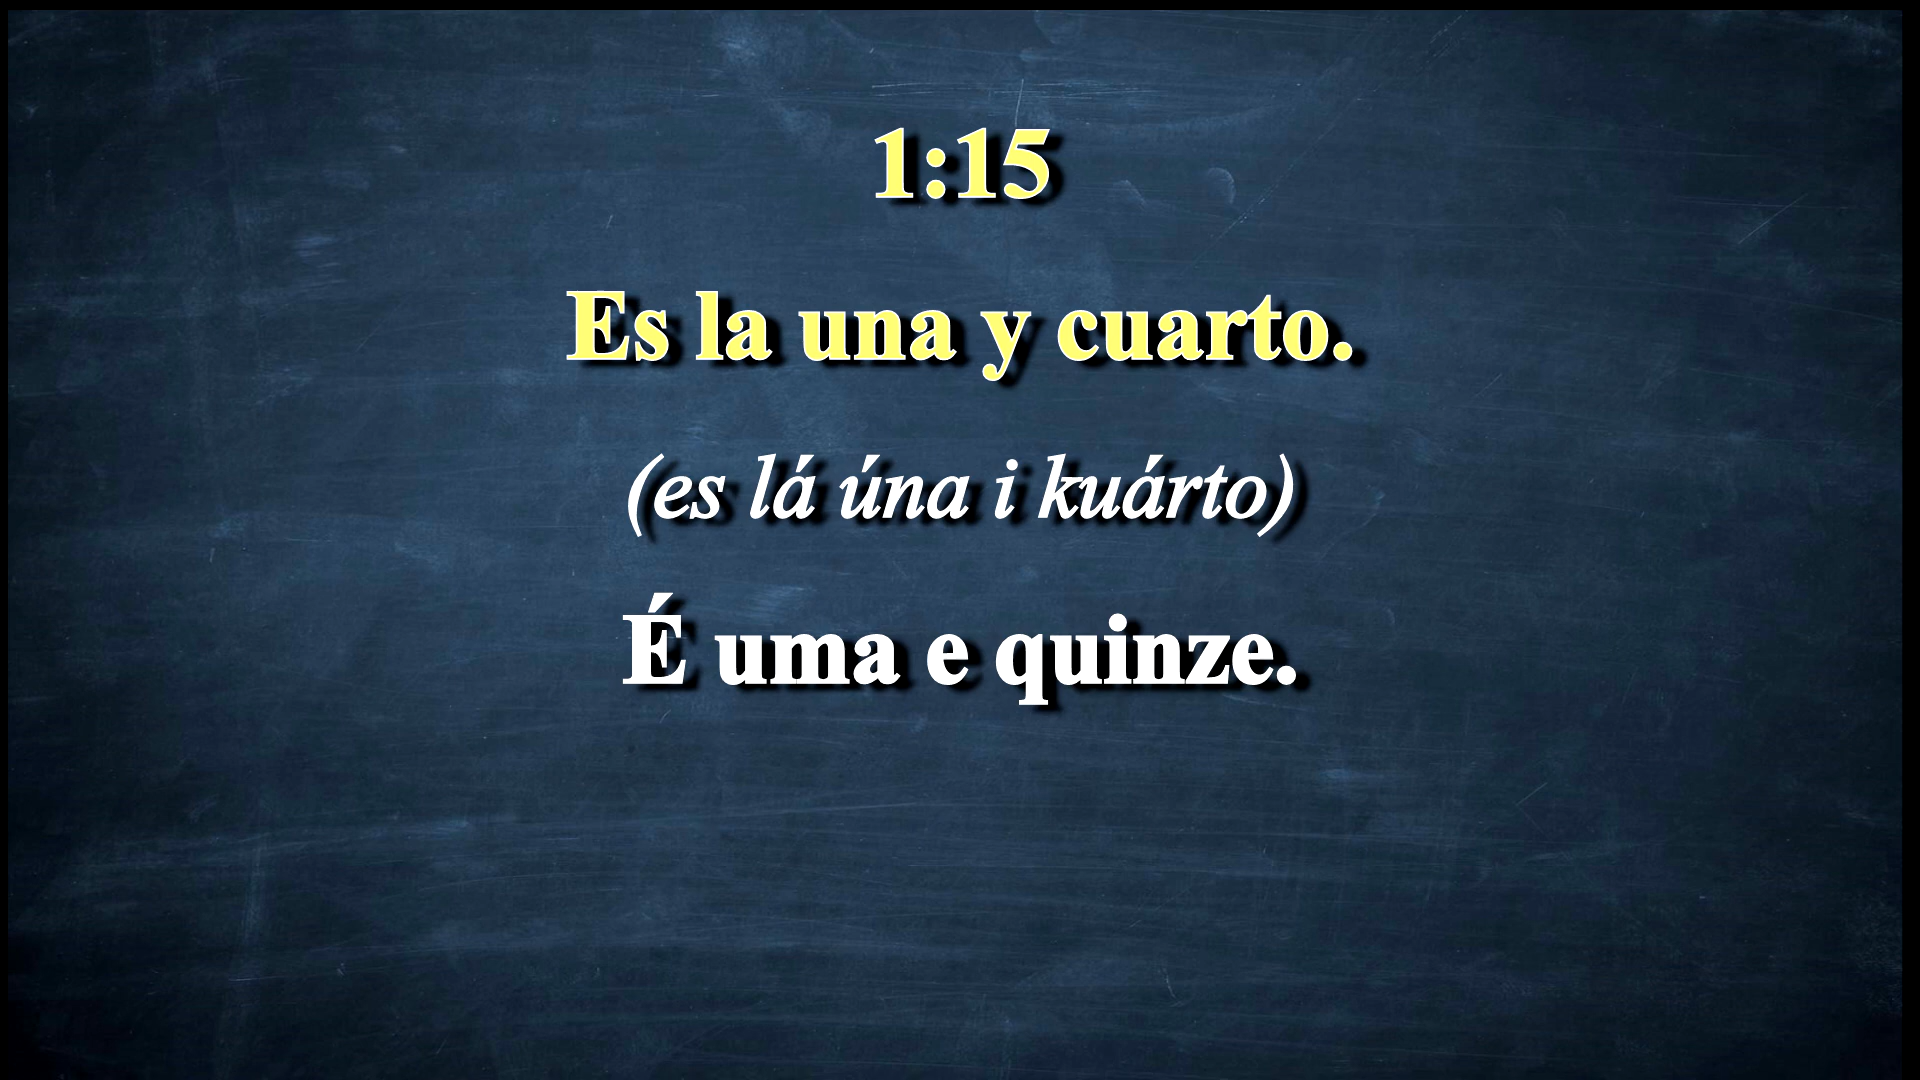 1:15
Es la una y cuarto.
(es lá úna i kuárto)
É uma e quinze.